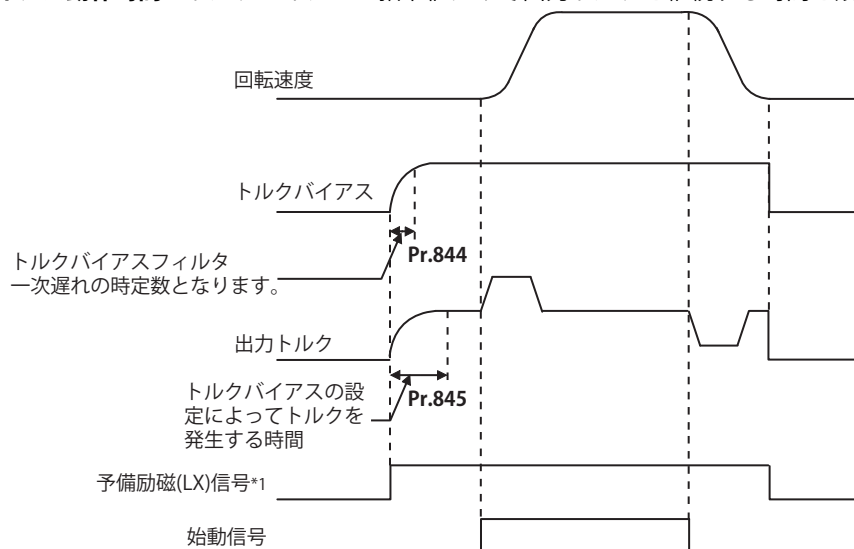 回転速度
トルクバイアス
Pr.844
トルクバイアスフィルタ
一次遅れの時定数となります。
出力トルク
トルクバイアスの設
定によってトルクを
発生する時間
Pr.845
予備励磁(LX)信号*1
始動信号